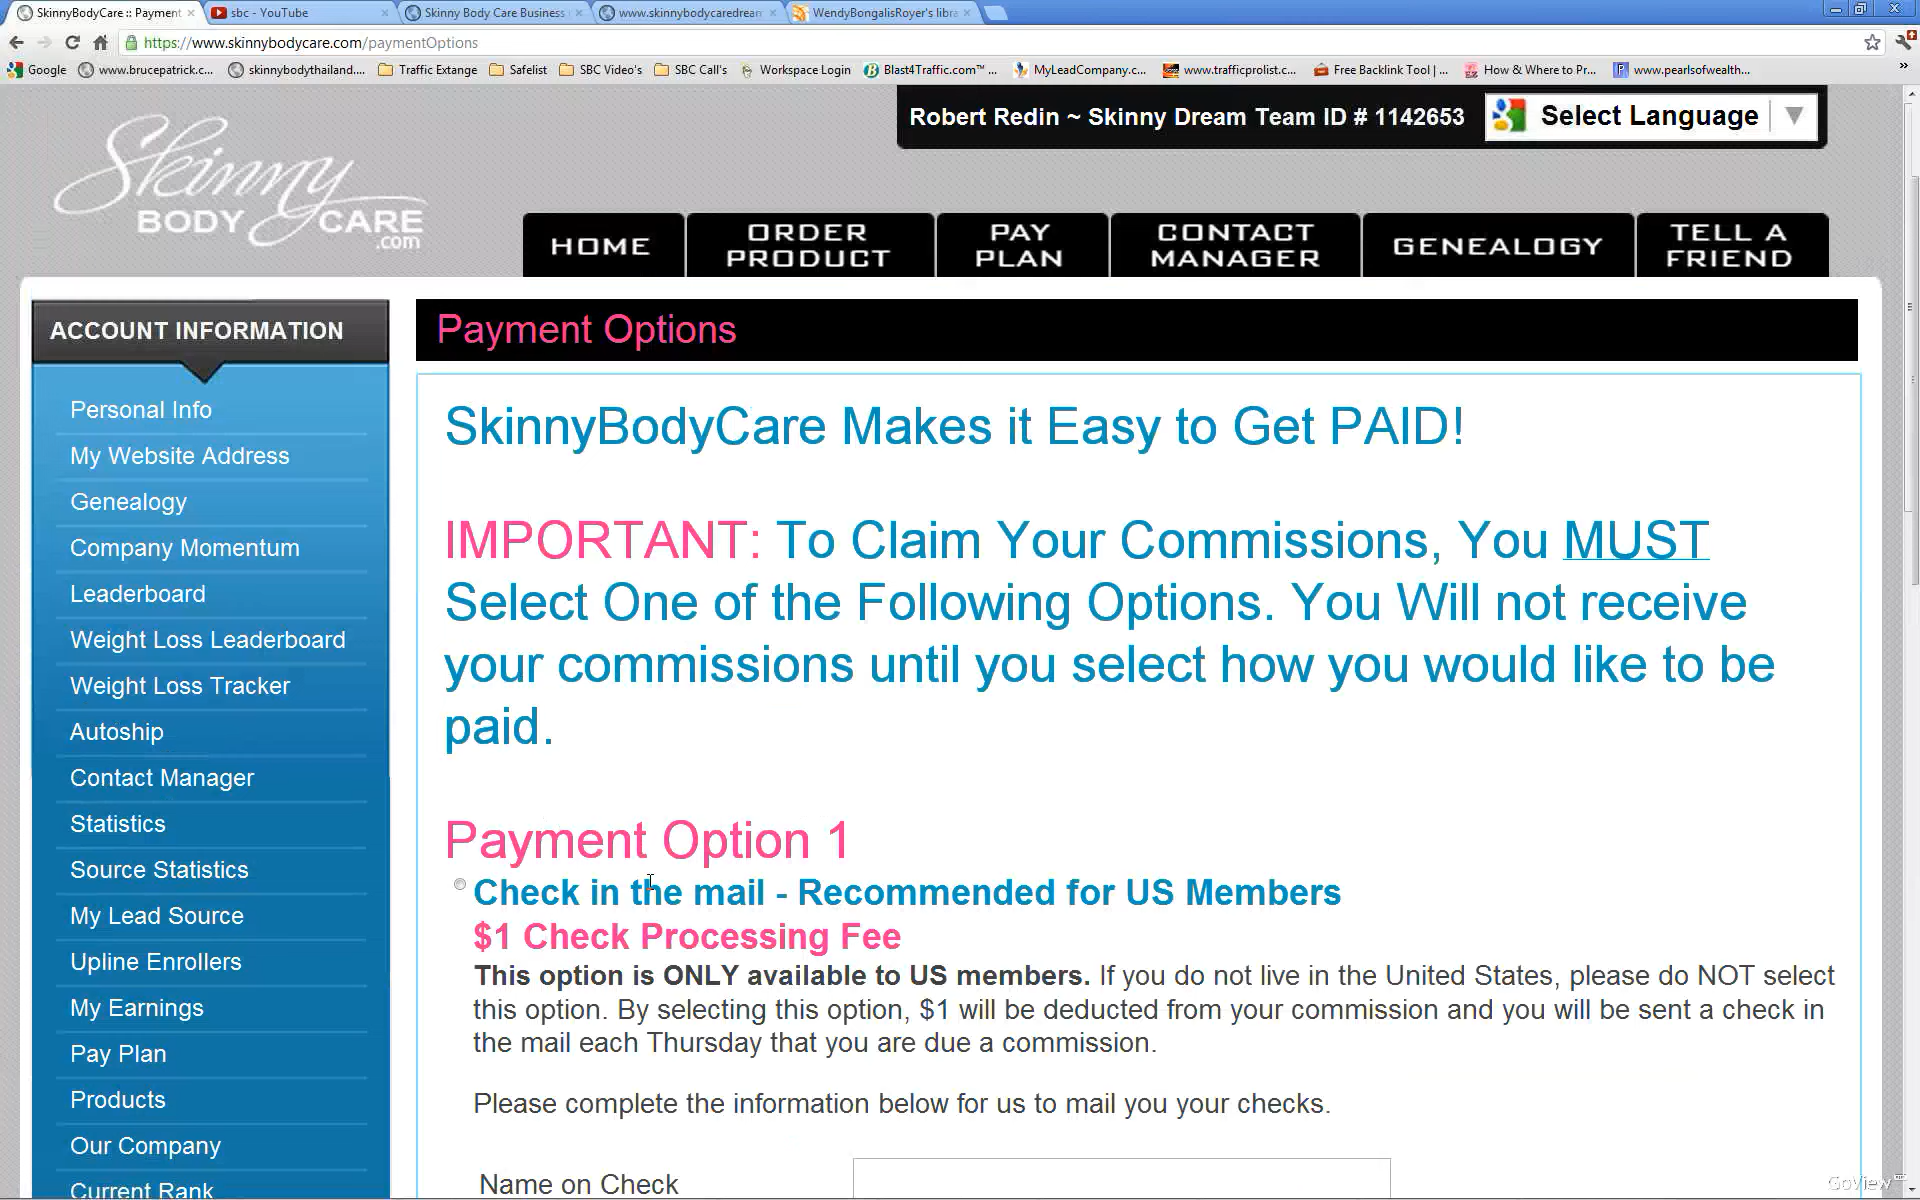 SkinnyBodyCare :: Payment
sbc - YouTube
Skinny Body Care Business
www.skinnybodycaredream
WendyBongalisRoyer's libra
https://www.skinnybodycare.com/paymentOptions
Google
www.brucepatrick.c...
skinnybodythailand....
Traffic Extange
Safelist
SBC Video's
SBC Call's
Workspace Login
Blast4Traffic.com™ ...
MyLeadCompany.c...
www.trafficprolist.c...
Free Backlink Tool | ...
How & Where to Pr...
www.pearlsofwealth...
Robert Redin ~ Skinny Dream Team ID # 1142653
Select Language
Skinny
BODY CARE
.com
HOME
ORDER
PRODUCT
PAY
PLAN
CONTACT
MANAGER
GENEALOGY
TELL A
FRIEND
ACCOUNT INFORMATION
Personal Info
My Website Address
Genealogy
Company Momentum
Leaderboard
Weight Loss Leaderboard
Weight Loss Tracker
Autoship
Contact Manager
Statistics
Source Statistics
My Lead Source
Upline Enrollers
My Earnings
Pay Plan
Products
Our Company
Current Rank
Payment Options
SkinnyBodyCare Makes it Easy to Get PAID!
IMPORTANT: To Claim Your Commissions, You MUST
Select One of the Following Options. You Will not receive
your commissions until you select how you would like to be
paid.
Payment Option 1
Check in the mail - Recommended for US Members
$1 Check Processing Fee
This option is ONLY available to US members. If you do not live in the United States, please do NOT select
this option. By selecting this option, $1 will be deducted from your commission and you will be sent a check in
the mail each Thursday that you are due a commission.
Please complete the information below for us to mail you your checks.
Name on Check
GoView